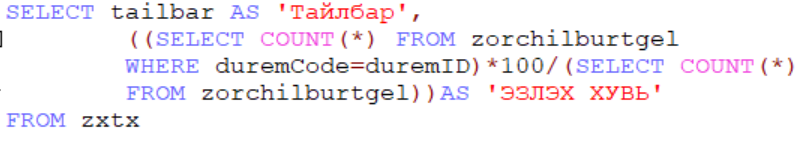 SELECT tailbar AS 'Тайлбар',
((SELECT COUNT(*) FROM zorchilburtgel
WHERE duremCode=duremID)*100/(SELECT COUNT(*)
FROM zorchilburtgel))AS 'ЭЗЛЭХ ХУВЬ'
FROM zxtx